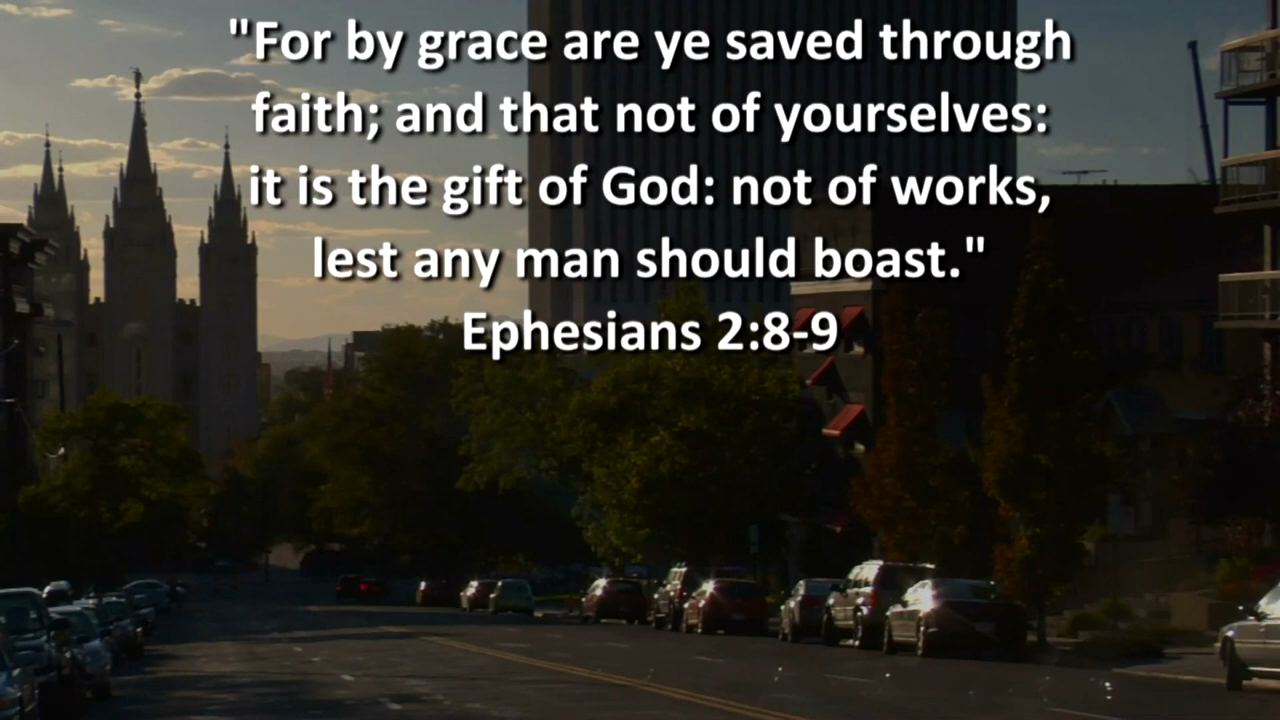 "For by grace are ye saved through
faith; and that not of yourselves:
it is the gift of God: not of works,
lest any man should boast."
Ephesians 2:8-9